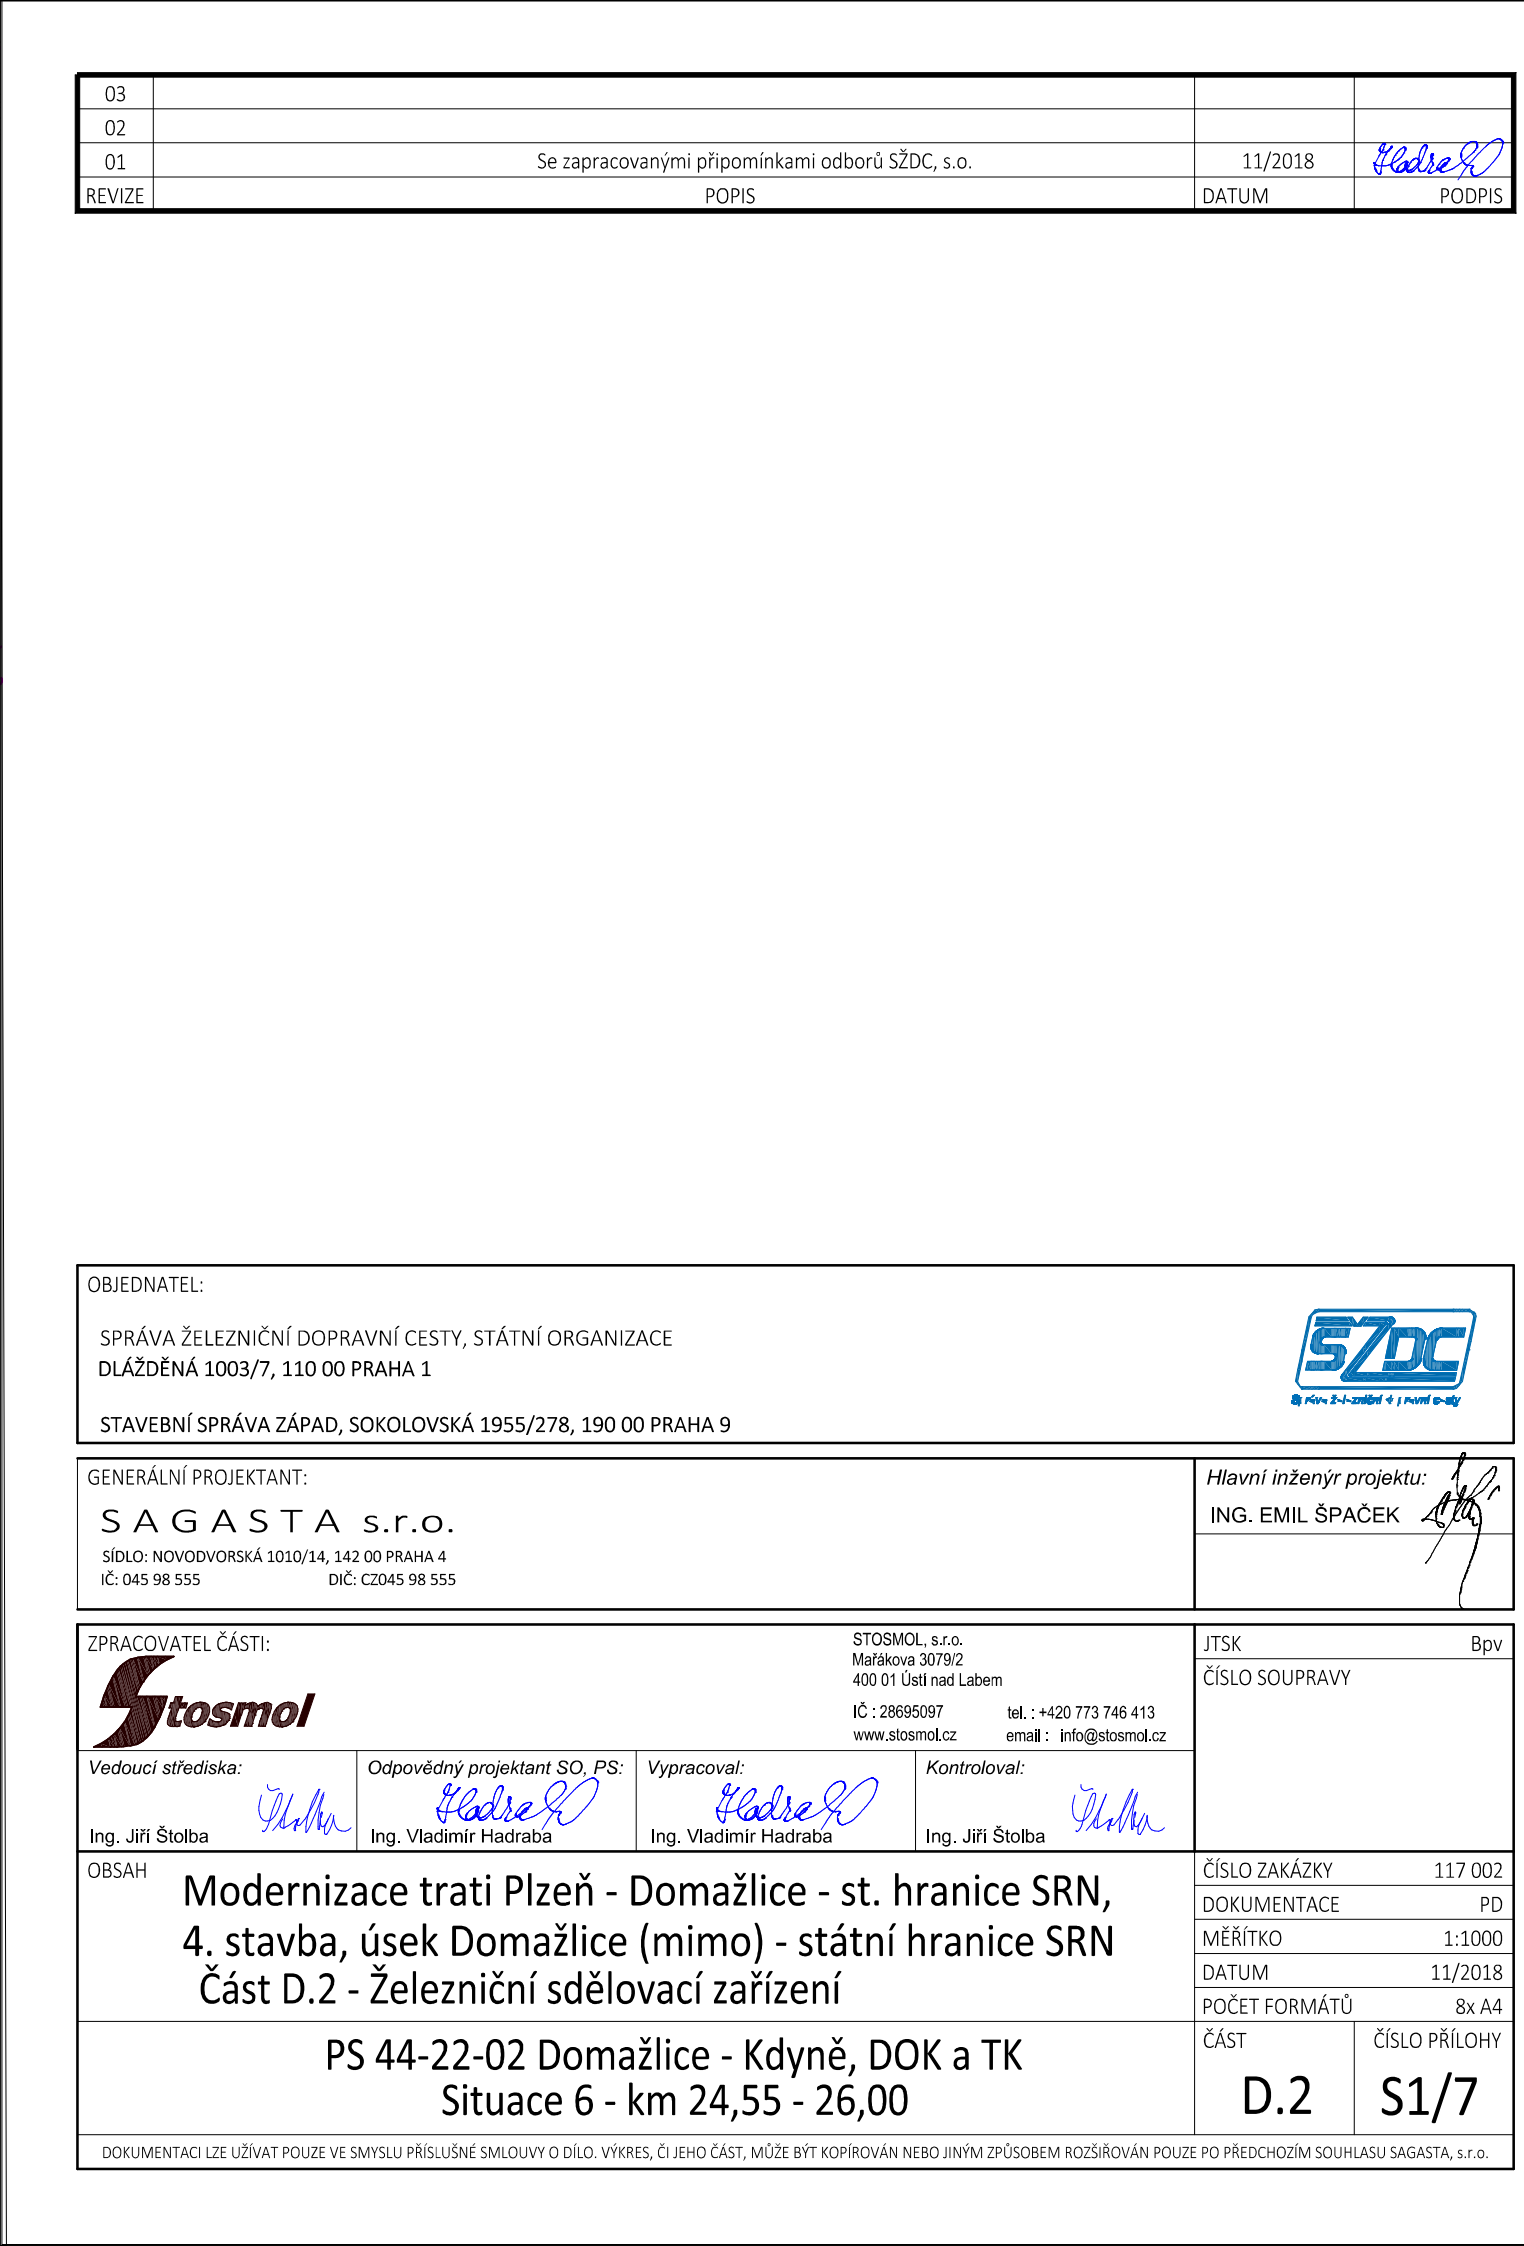 03
02
01 Se zapracovanými připomínkami odborů SŽDC, s.o. 11/2018
REVIZE POPIS DATUM PODPIS
OBJEDNATEL:
SPRÁVA ŽELEZNIČNÍ DOPRAVNÍ CESTY, STÁTNÍ ORGANIZACE
DLÁŽDĚNÁ 1003/7, 110 00 PRAHA 1
STAVEBNÍ SPRÁVA ZÁPAD, SOKOLOVSKÁ 1955/278, 190 00 PRAHA 9
SŽDC
GENERÁLNÍ PROJEKTANT:
SAGASTA s.r.o.
SÍDLO: NOVODVORSKÁ 1010/14, 142 00 PRAHA 4
IČ: 045 98 555 DIČ: CZ045 98 555
Hlavní inženýr projektu:
ING. EMIL ŠPAČEK
ZPRACOVATEL ČÁSTI:
Stosmol
STOSMOL, s.r.o.
Mařákova 3079/2
400 01 Ústí nad Labem
IČ : 28695097 tel. : +420 773 746 413
www.stosmol.cz email : info@stosmol.cz
JTSK Bpv
ČÍSLO SOUPRAVY
Vedoucí střediska: Odpovědný projektant SO, PS: Vypracoval: Kontroloval:
Štolba Hadraba Hadraba Štolba
Ing. Jiří Štolba Ing. Vladimír Hadraba Ing. Vladimír Hadraba Ing. Jiří Štolba
OBSAH
Modernizace trati Plzeň - Domažlice - st. hranice SRN,
4. stavba, úsek Domažlice (mimo) - státní hranice SRN
Část D.2 - Železniční sdělovací zařízení
ČÍSLO ZAKÁZKY 117 002
DOKUMENTACE PD
MĚŘÍTKO 1:1000
DATUM 11/2018
POČET FORMÁTŮ 8x A4
PS 44-22-02 Domažlice - Kdyně, DOK a TK
Situace 6 - km 24,55 - 26,00
ČÁST ČÍSLO PŘÍLOHY
D.2 S1/7
DOKUMENTACI LZE UŽÍVAT POUZE VE SMYSLU PŘÍSLUŠNÉ SMLOUVY O DÍLO. VÝKRES, ČI JEHO ČÁST, MŮŽE BÝT KOPÍROVÁN NEBO JINÝM ZPŮSOBEM ROZŠIŘOVÁN POUZE PO PŘEDCHOZÍM SOUHLASU SAGASTA, s.r.o.